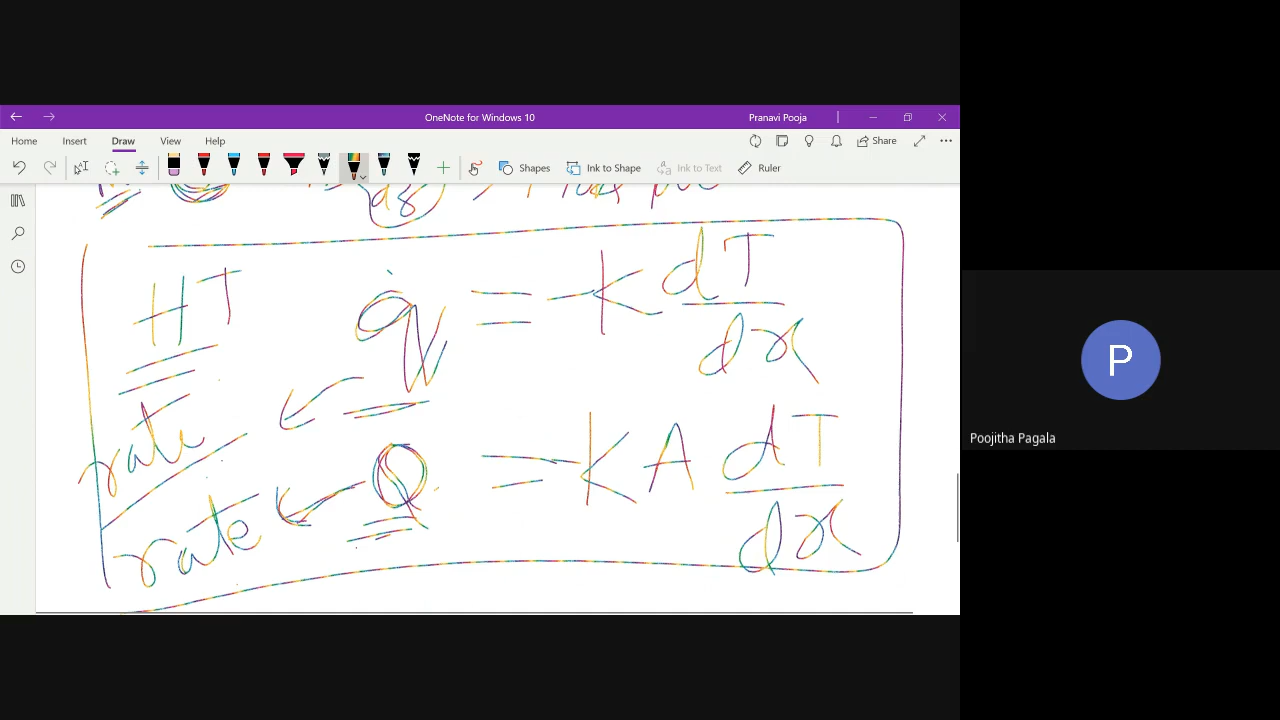 OneNote for Windows 10
Pranavi Pooja
Home Insert Draw View Help
Share
Shapes Ink to Shape Ink to Text Ruler
HT q̇ = -K dT/dx
rate
Q = -KA dT/dx
rate
P
Poojitha Pagala